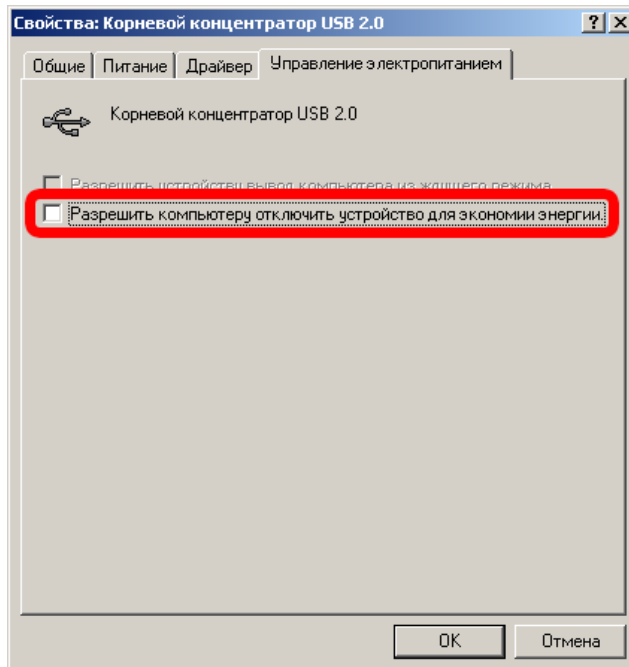 Свойства: Корневой концентратор USB 2.0
Общие Питание Драйвер Управление электропитанием
Корневой концентратор USB 2.0
Разрешить устройству вывод компьютера из ждущего режима
Разрешить компьютеру отключить устройство для экономии энергии.
OK Отмена